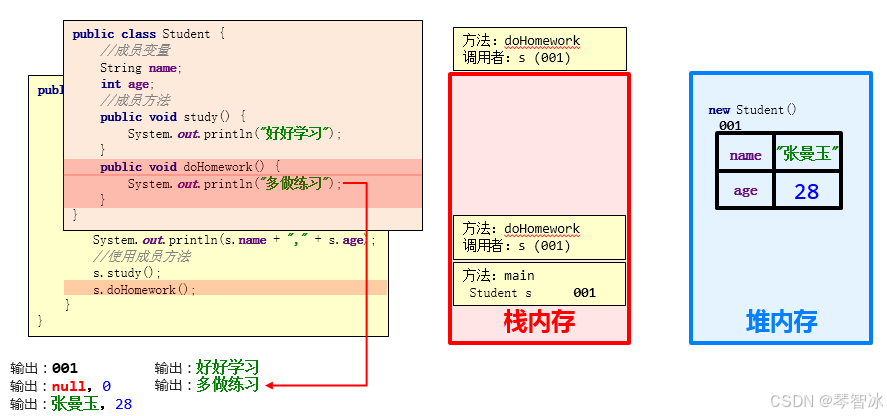 public class Student {
//成员变量
String name;
int age;
//成员方法
public void study() {
System.out.println("好好学习");
}
public void doHomework() {
System.out.println("多做练习");
}
}
pu
System.out.println(s.name + "," + s.age);
//使用成员方法
s.study();
s.doHomework();
}
}
输出：001
输出：null，0
输出：张曼玉，28
输出：好好学习
输出：多做练习
方法：doHomework
调用者：s (001)
方法：doHomework
调用者：s (001)
方法：main
Student s 001
栈内存
new Student()
001
name "张曼玉"
age 28
堆内存
CSDN @琴智冰